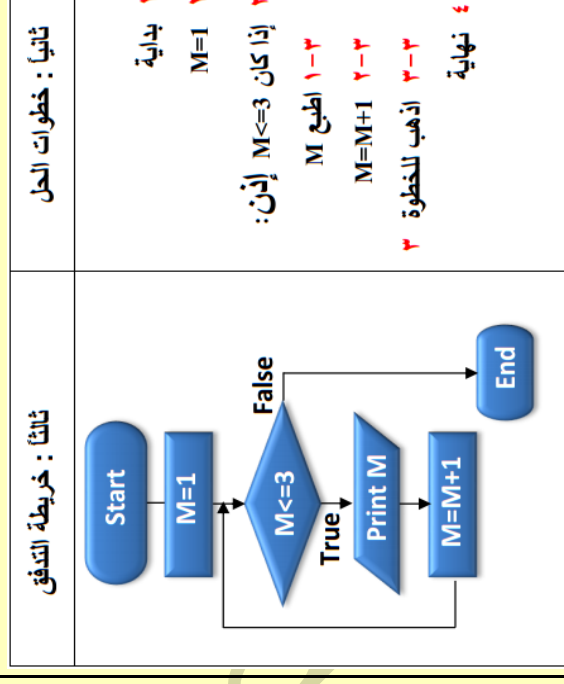 ثانياً : خطوات الحل
بداية
M=1
إذا كان M<=3 إذن:
٣-١ اطبع M
٣-٢ M=M+1
٣-٣ اذهب للخطوة ٣
٤ نهاية
ثالثاً : خريطة التدفق
Start
M=1
M<=3
False
True
Print M
M=M+1
End